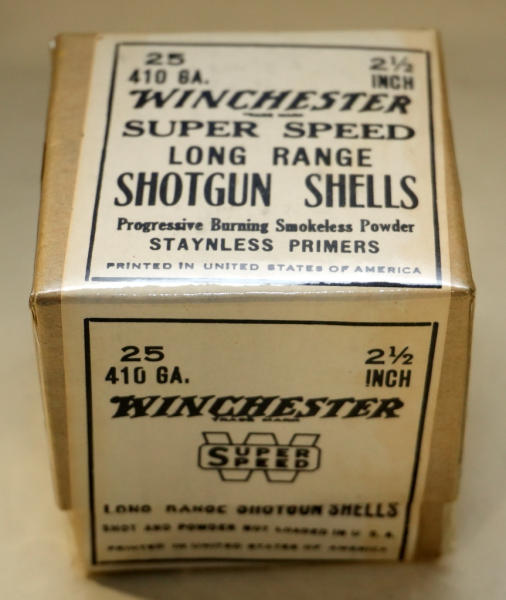 25 2½
410 GA. INCH
WINCHESTER
TRADE MARK
SUPER SPEED
LONG RANGE
SHOTGUN SHELLS
Progressive Burning Smokeless Powder
STAYNLESS PRIMERS
PRINTED IN UNITED STATES OF AMERICA
25 2½
410 GA. INCH
WINCHESTER
TRADE MARK
W
SUPER
SPEED
LONG RANGE SHOTGUN SHELLS
SHOT AND POWDER BUT LOADED IN U.S.A.
PRINTED IN UNITED STATES OF AMERICA